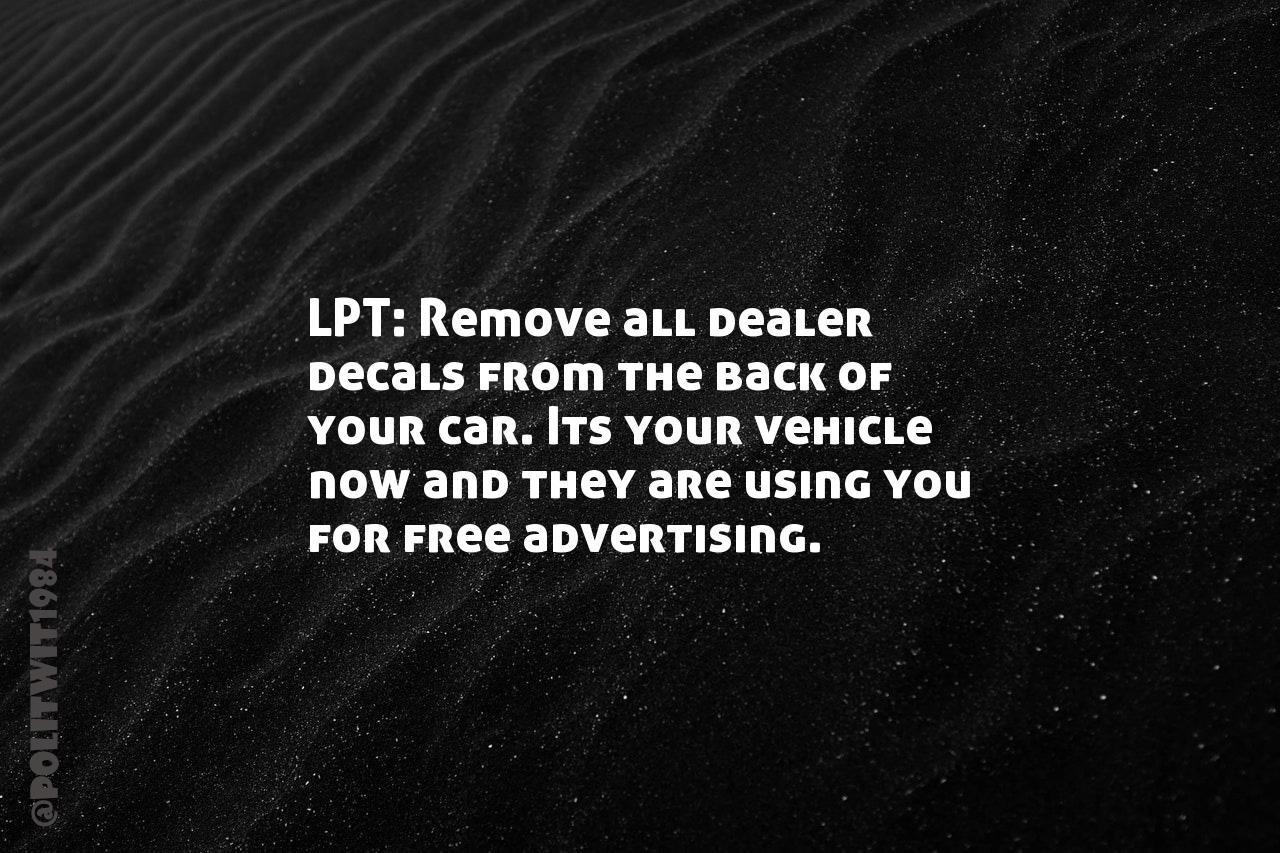 LPT: Remove all dealer
decals from the back of
your car. Its your vehicle
now and they are using you
for free advertising.
@POLITWIT1984